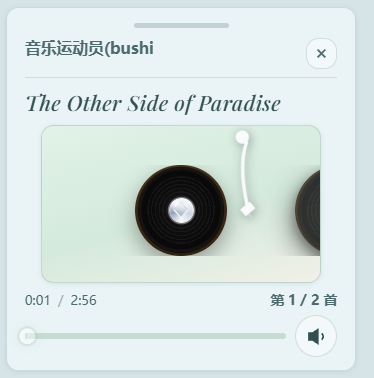 音乐运动员(bushi
The Other Side of Paradise
0:01 / 2:56
第 1 / 2 首